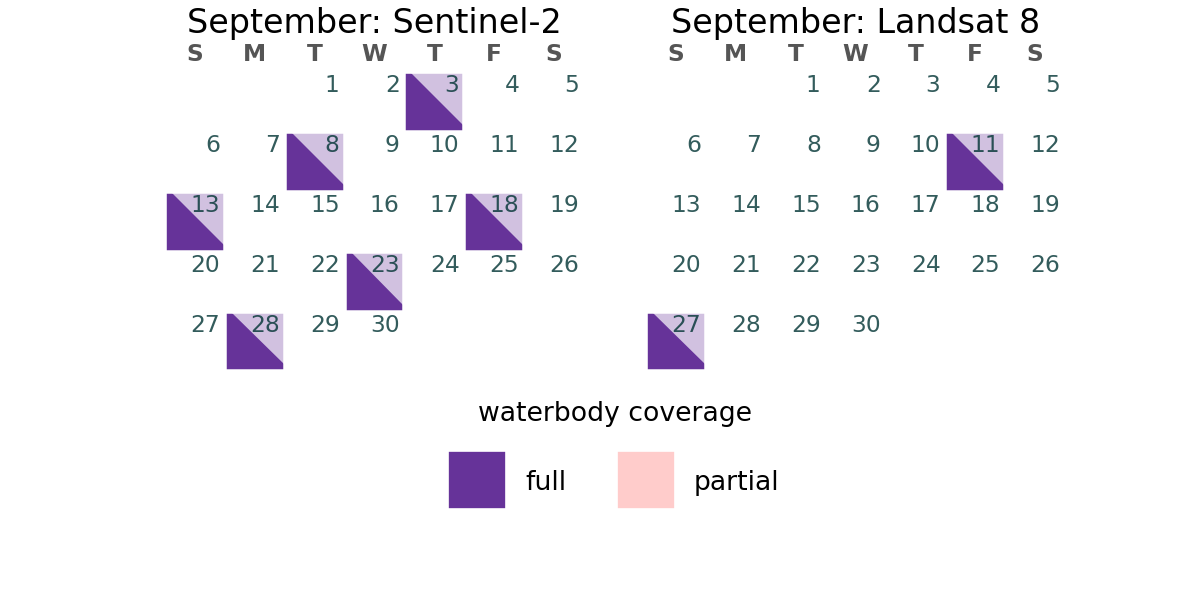 September: Sentinel-2
S M T W T F S
1 2 3 4 5
6 7 8 9 10 11 12
13 14 15 16 17 18 19
20 21 22 23 24 25 26
27 28 29 30
September: Landsat 8
S M T W T F S
1 2 3 4 5
6 7 8 9 10 11 12
13 14 15 16 17 18 19
20 21 22 23 24 25 26
27 28 29 30
waterbody coverage
full partial